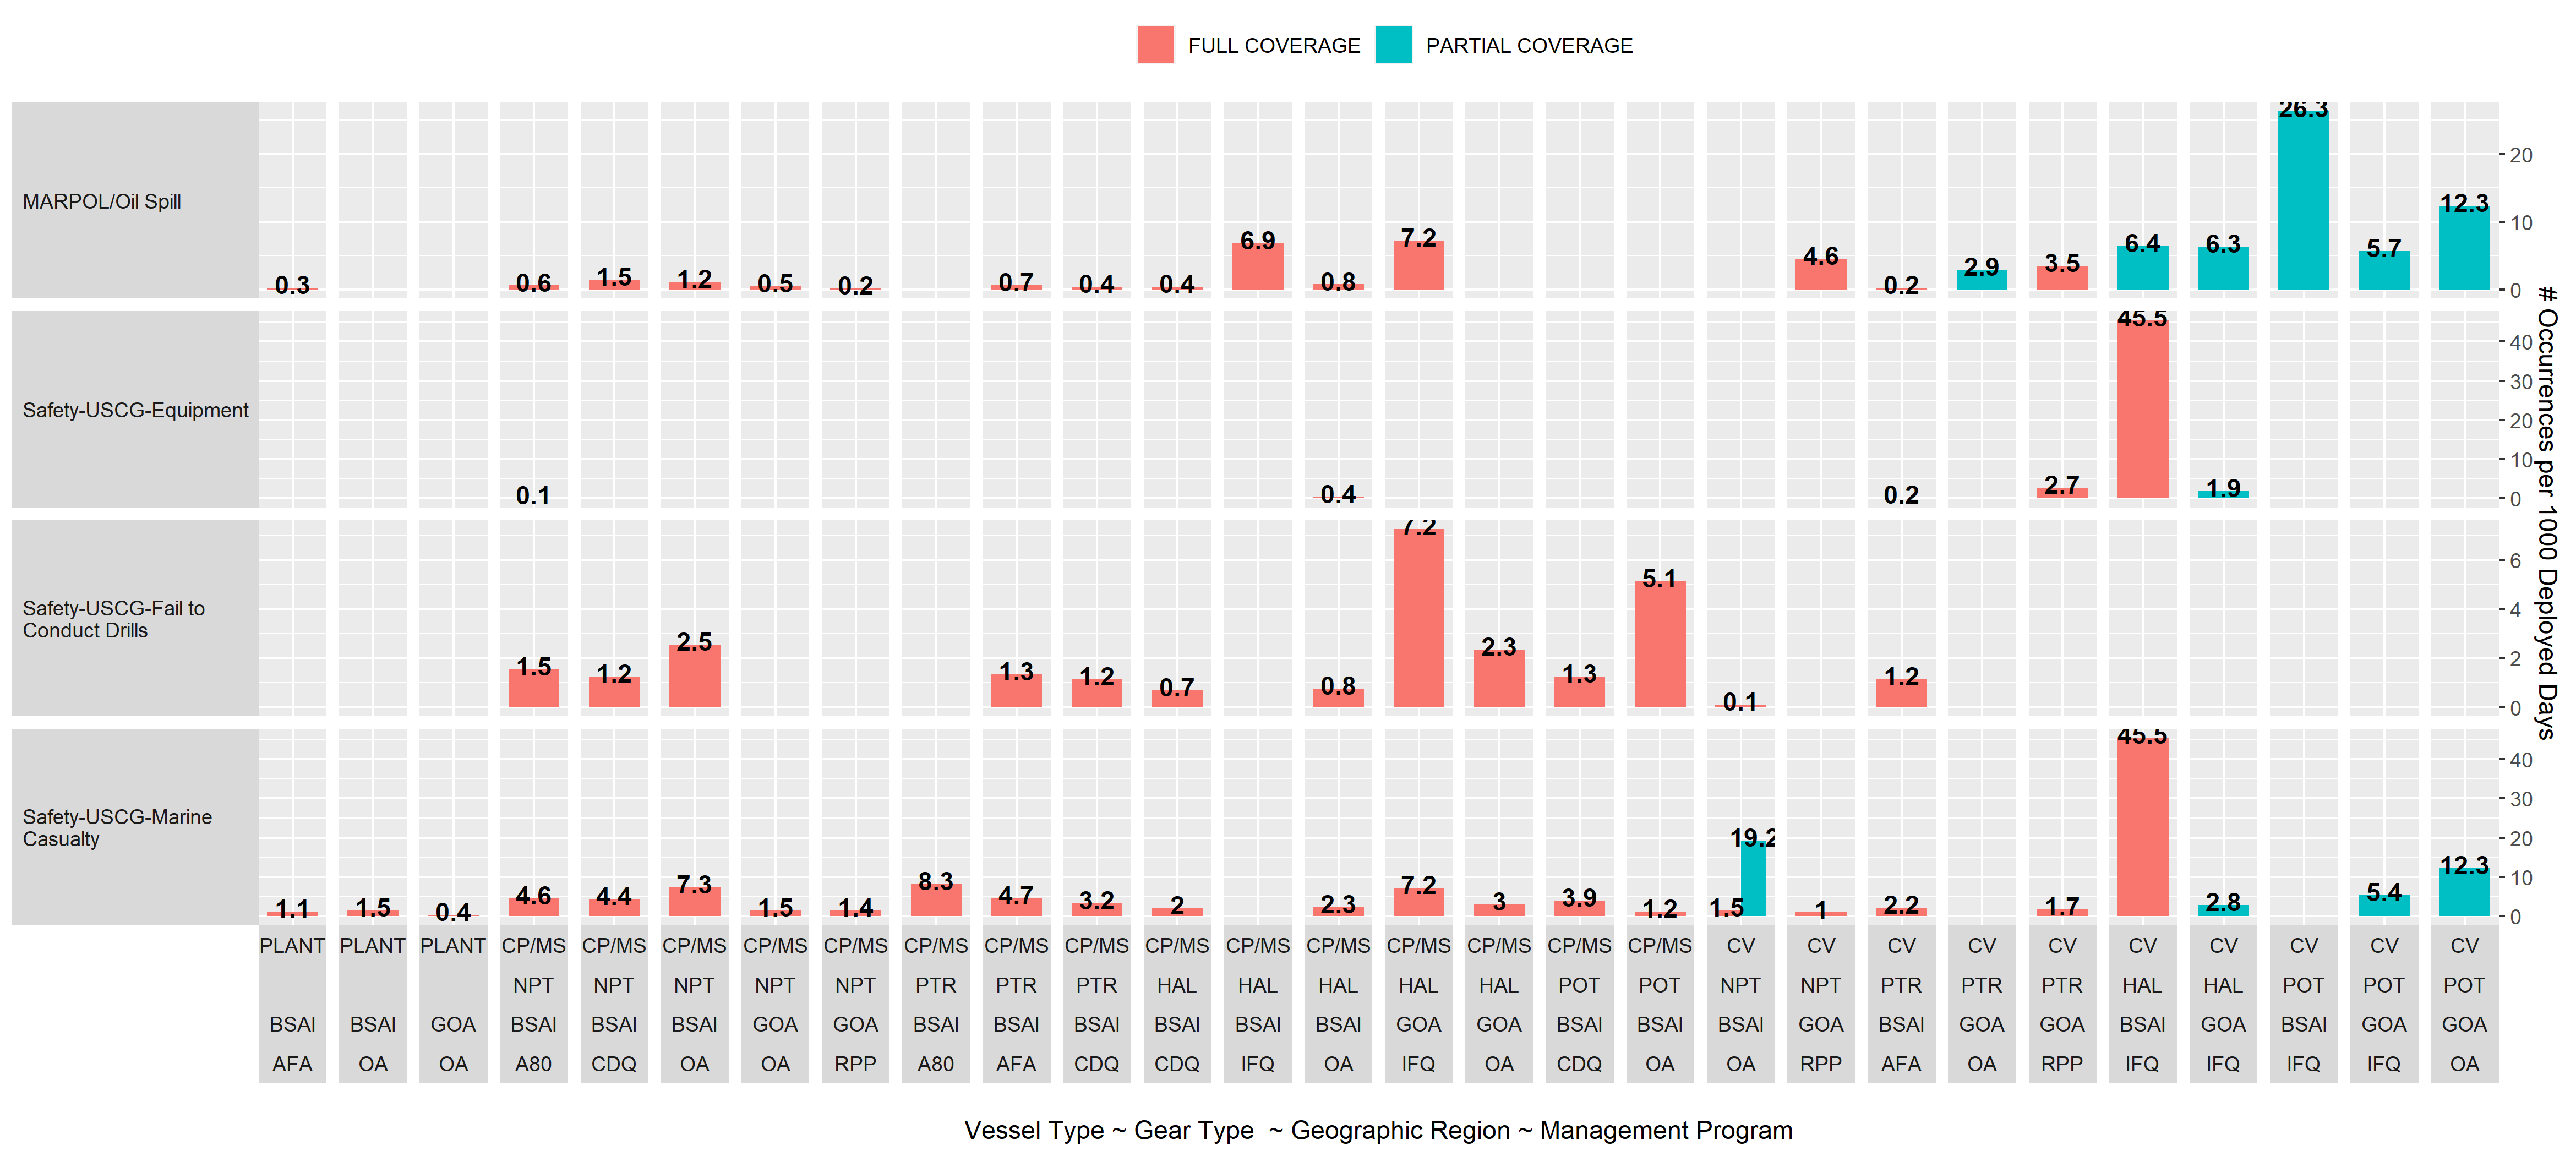 FULL COVERAGE PARTIAL COVERAGE
MARPOL/Oil Spill
0.3 0.6 1.5 1.2 0.5 0.2 0.7 0.4 0.4 6.9 0.8 7.2 4.6 0.2 2.9 3.5 6.4 6.3 26.3 5.7 12.3
20
10
0
Safety-USCG-Equipment
0.1 0.4 0.2 2.7 45.5 1.9
40
30
20
10
0
Safety-USCG-Fail to
Conduct Drills
1.5 1.2 2.5 1.3 1.2 0.7 0.8 7.2 2.3 1.3 5.1 0.1 1.2
6
4
2
0
Safety-USCG-Marine
Casualty
1.1 1.5 0.4 4.6 4.4 7.3 1.5 1.4 8.3 4.7 3.2 2 2.3 7.2 3 3.9 1.2 1.5 19.2 1 2.2 1.7 45.5 2.8 5.4 12.3
40
30
20
10
0
# Occurrences per 1000 Deployed Days
PLANT PLANT PLANT CP/MS CP/MS CP/MS CP/MS CP/MS CP/MS CP/MS CP/MS CP/MS CP/MS CP/MS CP/MS CP/MS CP/MS CP/MS CV CV CV CV CV CV CV CV CV CV
NPT NPT NPT NPT NPT PTR PTR PTR HAL HAL HAL HAL HAL POT POT NPT NPT PTR PTR PTR HAL HAL POT POT POT
BSAI BSAI GOA BSAI BSAI BSAI GOA GOA BSAI BSAI BSAI BSAI BSAI BSAI GOA GOA BSAI BSAI BSAI GOA BSAI GOA GOA BSAI GOA BSAI GOA GOA
AFA OA OA A80 CDQ OA OA RPP A80 AFA CDQ CDQ IFQ OA IFQ OA CDQ OA OA RPP AFA OA RPP IFQ IFQ IFQ IFQ OA
Vessel Type ~ Gear Type ~ Geographic Region ~ Management Program